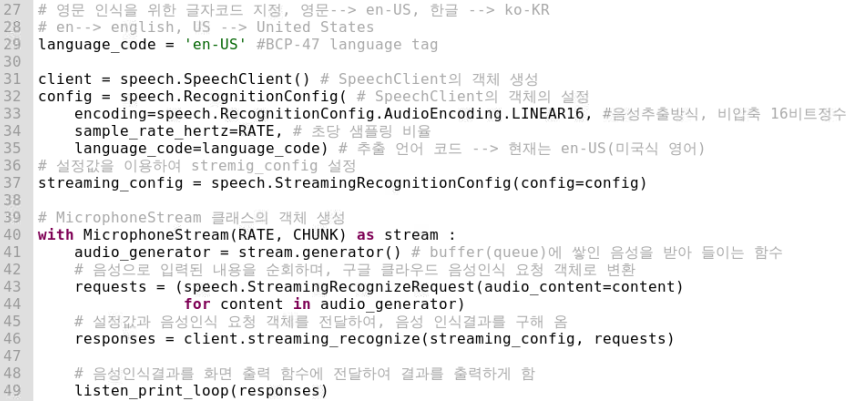 27 # 영문 인식을 위한 글자코드 지정, 영문--> en-US, 한글 --> ko-KR
28 # en--> english, US --> United States
29 language_code = 'en-US' #BCP-47 language tag
30
31 client = speech.SpeechClient() # SpeechClient의 객체 생성
32 config = speech.RecognitionConfig( # SpeechClient의 객체의 설정
33     encoding=speech.RecognitionConfig.AudioEncoding.LINEAR16, #음성추출방식, 비압축 16비트정수
34     sample_rate_hertz=RATE, # 초당 샘플링 비율
35     language_code=language_code) # 추출 언어 코드 --> 현재는 en-US(미국식 영어)
36 # 설정값을 이용하여 stremig_config 설정
37 streaming_config = speech.StreamingRecognitionConfig(config=config)
38
39 # MicrophoneStream 클래스의 객체 생성
40 with MicrophoneStream(RATE, CHUNK) as stream :
41     audio_generator = stream.generator() # buffer(queue)에 쌓인 음성을 받아 들이는 함수
42     # 음성으로 입력된 내용을 순회하며, 구글 클라우드 음성인식 요청 객체로 변환
43     requests = (speech.StreamingRecognizeRequest(audio_content=content)
44                 for content in audio_generator)
45     # 설정값과 음성인식 요청 객체를 전달하여, 음성 인식결과를 구해 옴
46     responses = client.streaming_recognize(streaming_config, requests)
47
48     # 음성인식결과를 화면 출력 함수에 전달하여 결과를 출력하게 함
49     listen_print_loop(responses)